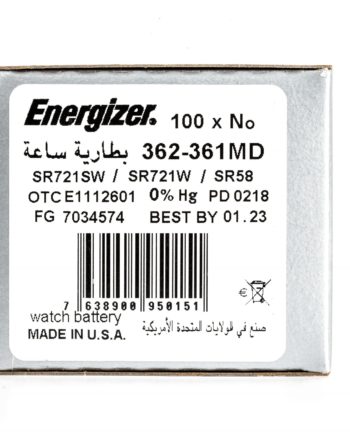 Energizer. 100 x No
بطارية ساعة 362-361MD
SR721SW / SR721W / SR58
OTC E1112601 0% Hg PD 0218
FG 7034574 BEST BY 01.23
7 638900 950151
€
watch battery
MADE IN U.S.A. صنع في الولايات المتحدة الأمريكية